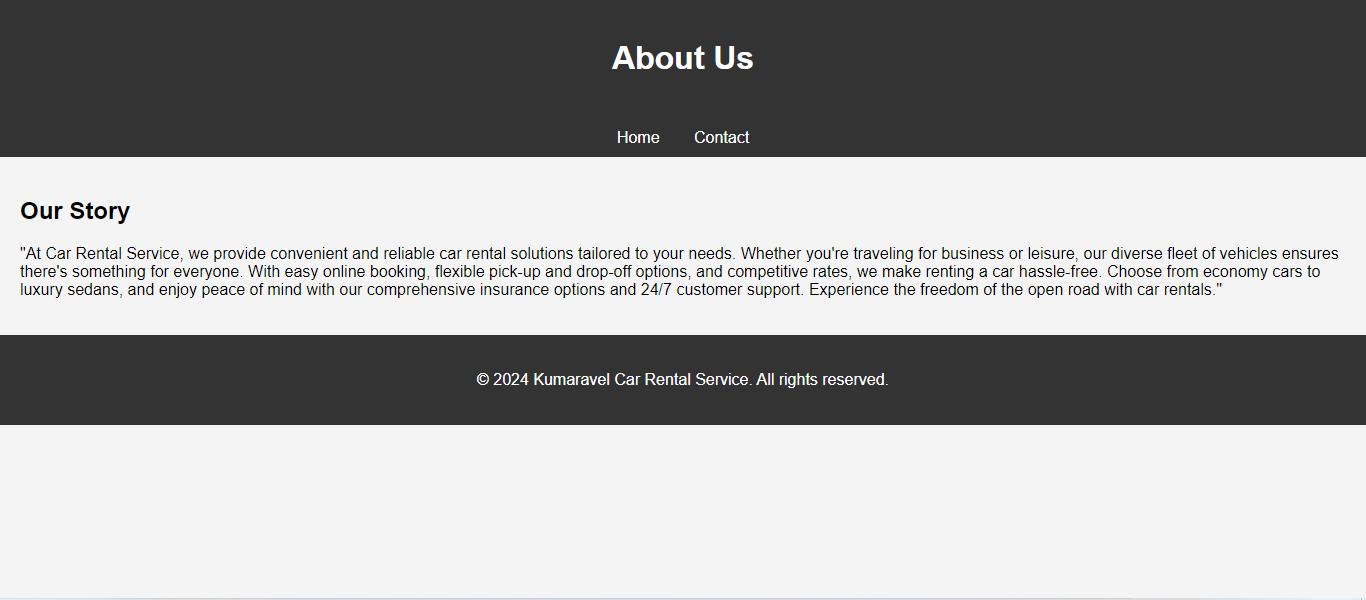 About Us
Home Contact
Our Story
"At Car Rental Service, we provide convenient and reliable car rental solutions tailored to your needs. Whether you're traveling for business or leisure, our diverse fleet of vehicles ensures
there's something for everyone. With easy online booking, flexible pick-up and drop-off options, and competitive rates, we make renting a car hassle-free. Choose from economy cars to
luxury sedans, and enjoy peace of mind with our comprehensive insurance options and 24/7 customer support. Experience the freedom of the open road with car rentals."
© 2024 Kumaravel Car Rental Service. All rights reserved.